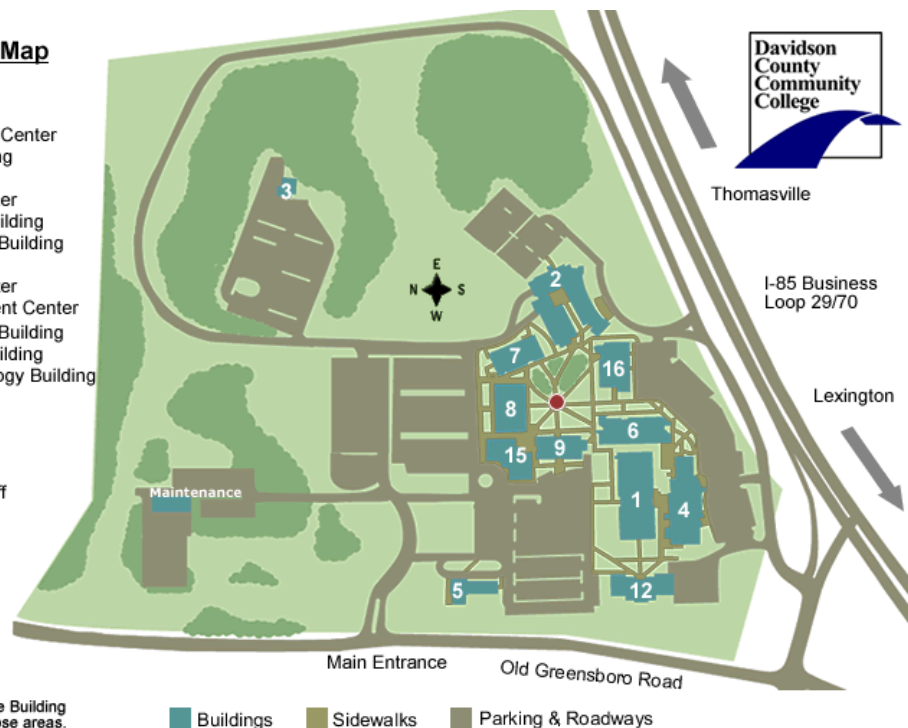 Map
Center
er
ilding
Building
ter
ent Center
Building
ilding
ogy Building
e Building
ose areas.
Davidson
County
Community
College
Thomasville
I-85 Business
Loop 29/70
Lexington
E
N S
W
3
2
7
16
8
6
9
15
1
4
Maintenance
5
12
Main Entrance
Old Greensboro Road
Buildings
Sidewalks
Parking & Roadways